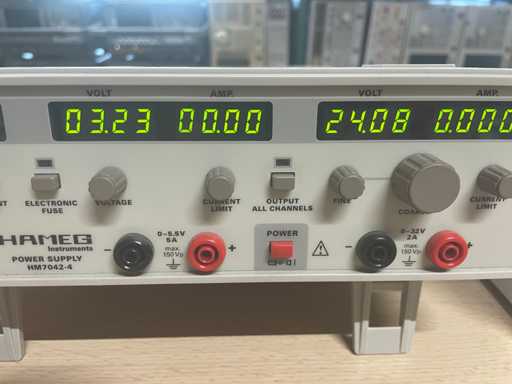 VOLT AMP. VOLT AMP.
03.23 00.00 24.08 0.000
ELECTRONIC FUSE
VOLTAGE
CURRENT LIMIT
OUTPUT ALL CHANNELS
FINE
CURRENT LIMIT
HAMEG
Instruments
POWER SUPPLY
HM7042-4
0-5.5V
5A
max.
150 Vp
- +
POWER
0-32V
2A
max.
150 Vp
- +